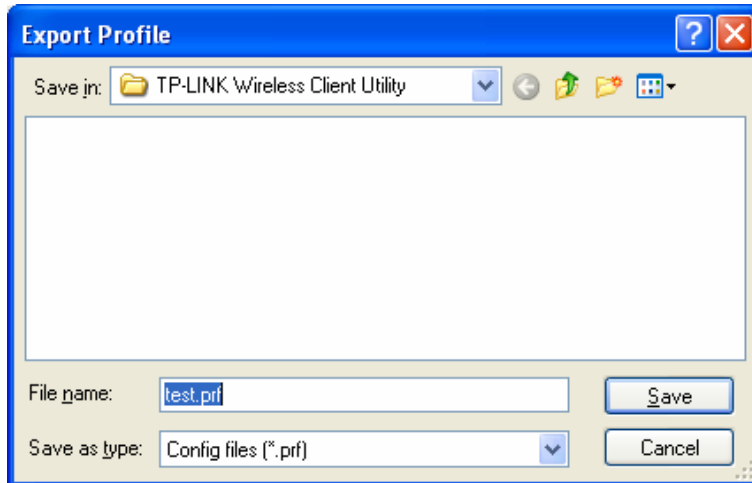 Export Profile
Save in: TP-LINK Wireless Client Utility
File name: test.prf Save
Save as type: Config files (*.prf) Cancel